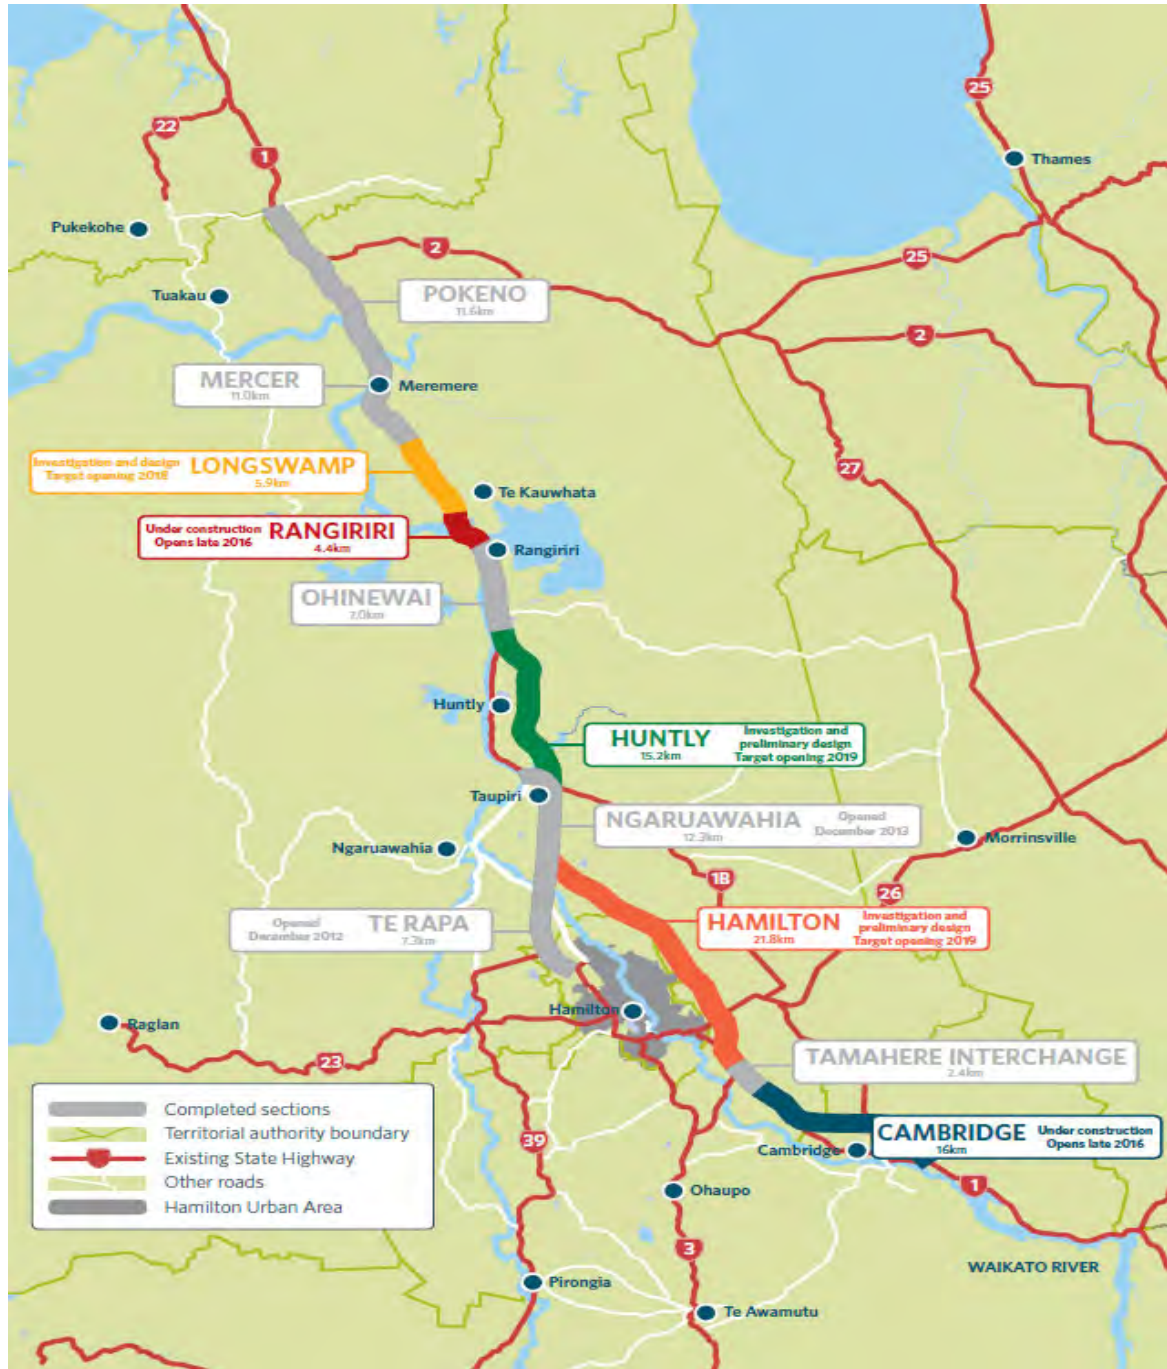 25
Thames
22
1
Pukekohe
2
25
Tuakau
POKENO
11.6km
2
MERCER
11.0km
Meremere
Investigation and design
Target opening 2018
LONGSWAMP
5.9km
27
Te Kauwhata
Under construction
Opens late 2016
RANGIRIRI
4.4km
Rangiriri
OHINEWAI
7.0km
Huntly
HUNTLY
15.2km
Investigation and
preliminary design
Target opening 2019
Taupiri
NGARUAWAHIA
12.3km
Opened
December 2013
Morrinsville
Ngaruawahia
1B
26
Opened
December 2012
TE RAPA
7.3km
HAMILTON
21.8km
Investigation and
preliminary design
Target opening 2019
Hamilton
Raglan
23
TAMAHERE INTERCHANGE
2.4km
Completed sections
Territorial authority boundary
Existing State Highway
Other roads
Hamilton Urban Area
39
CAMBRIDGE
16km
Under construction
Opens late 2016
Cambridge
1
Ohaupo
3
WAIKATO RIVER
Pirongia
Te Awamutu